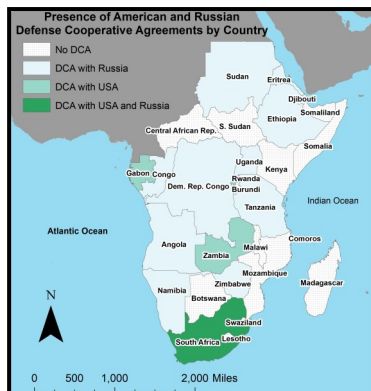 Presence of American and Russian
Defense Cooperative Agreements by Country
No DCA
DCA with Russia
DCA with USA
DCA with USA and Russia
Sudan
Eritrea
Djibouti
Somaliland
Ethiopia
S. Sudan
Central African Rep.
Somalia
Uganda
Kenya
Gabon
Congo
Rwanda
Dem. Rep. Congo
Burundi
Tanzania
Indian Ocean
Atlantic Ocean
Angola
Malawi
Comoros
Zambia
Mozambique
Zimbabwe
Madagascar
Namibia
Botswana
N
Swaziland
South Africa
Lesotho
0 500 1,000 2,000 Miles